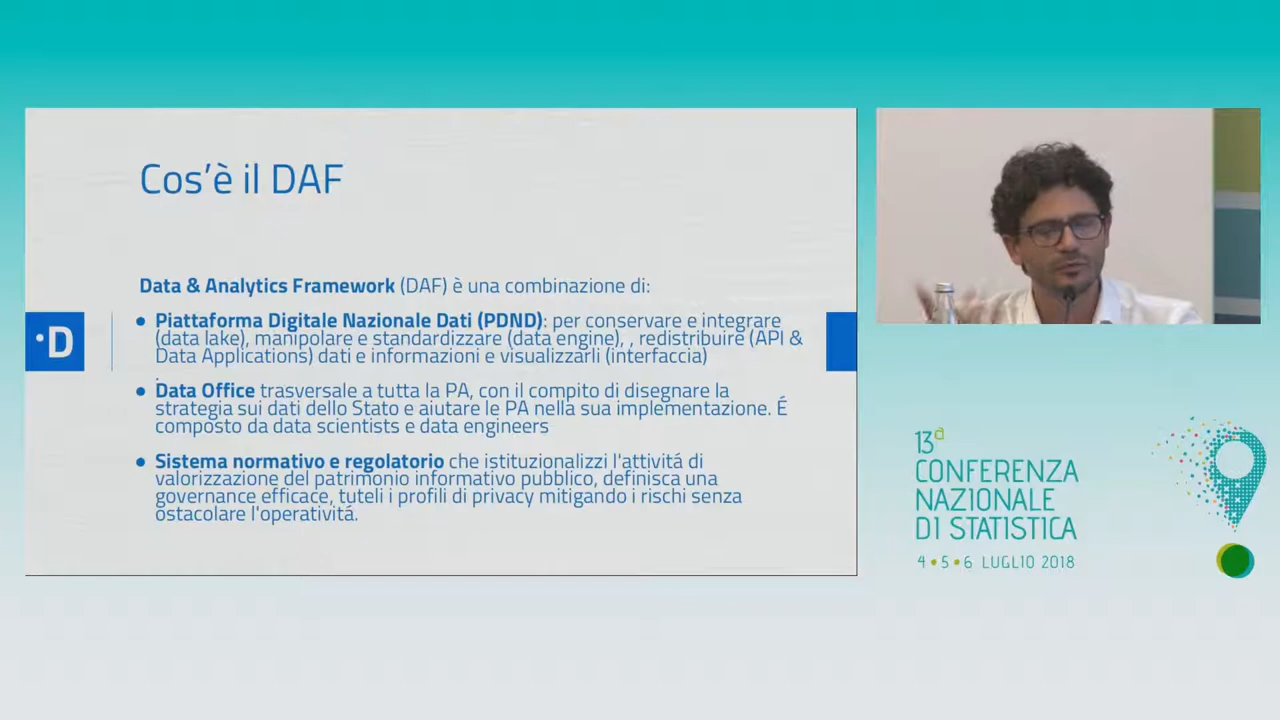 Cos'è il DAF
Data & Analytics Framework (DAF) è una combinazione di:
● Piattaforma Digitale Nazionale Dati (PDND): per conservare e integrare
(data lake), manipolare e standardizzare (data engine), , redistribuire (API &
Data Applications) dati e informazioni e visualizzarli (interfaccia)
.
● Data Office trasversale a tutta la PA, con il compito di disegnare la
strategia sui dati dello Stato e aiutare le PA nella sua implementazione. É
composto da data scientists e data engineers
● Sistema normativo e regolatorio che istituzionalizzi l'attivitá di
valorizzazione del patrimonio informativo pubblico, definisca una
governance efficace, tuteli i profili di privacy mitigando i rischi senza
ostacolare l'operativitá.
·D
13ª
CONFERENZA
NAZIONALE
DI STATISTICA
4•5•6 LUGLIO 2018